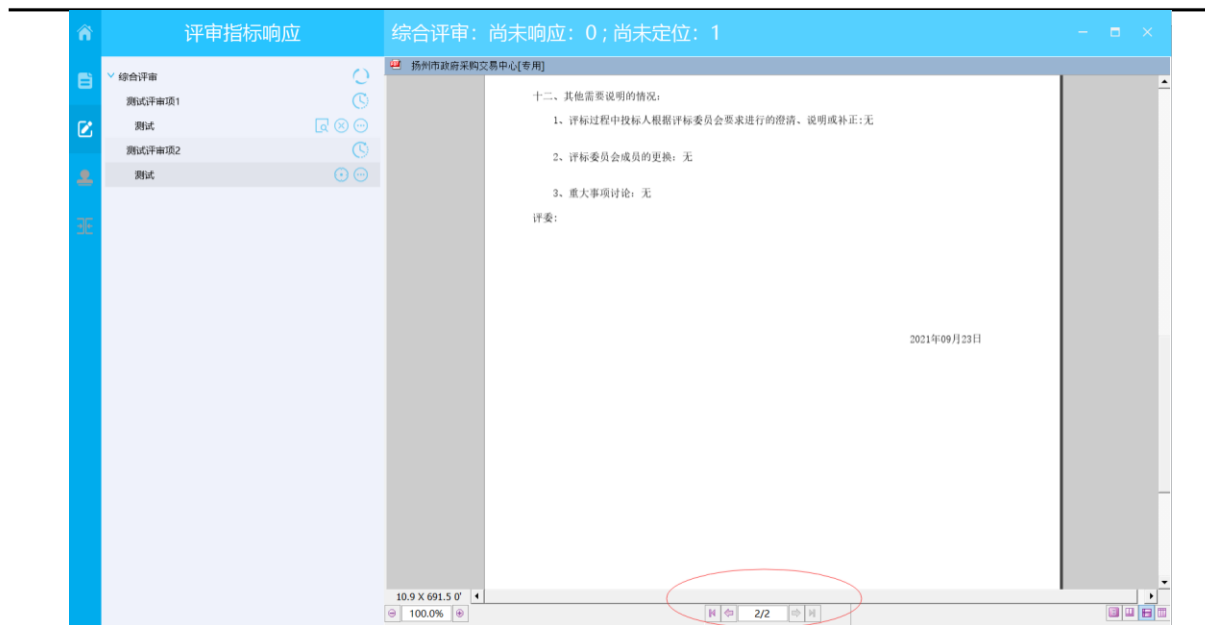 评审指标响应
综合评审：尚未响应：0；尚未定位：1
综合评审
测试评审项1
测试
测试评审项2
测试
扬州市政府采购交易中心[专用]
十二、其他需要说明的情况:
1、评标过程中投标人根据评标委员会要求进行的澄清、说明或补正:无
2、评标委员会成员的更换: 无
3、重大事项讨论: 无
评委:
2021年09月23日
10.9 X 691.5 0'
100.0%
2/2